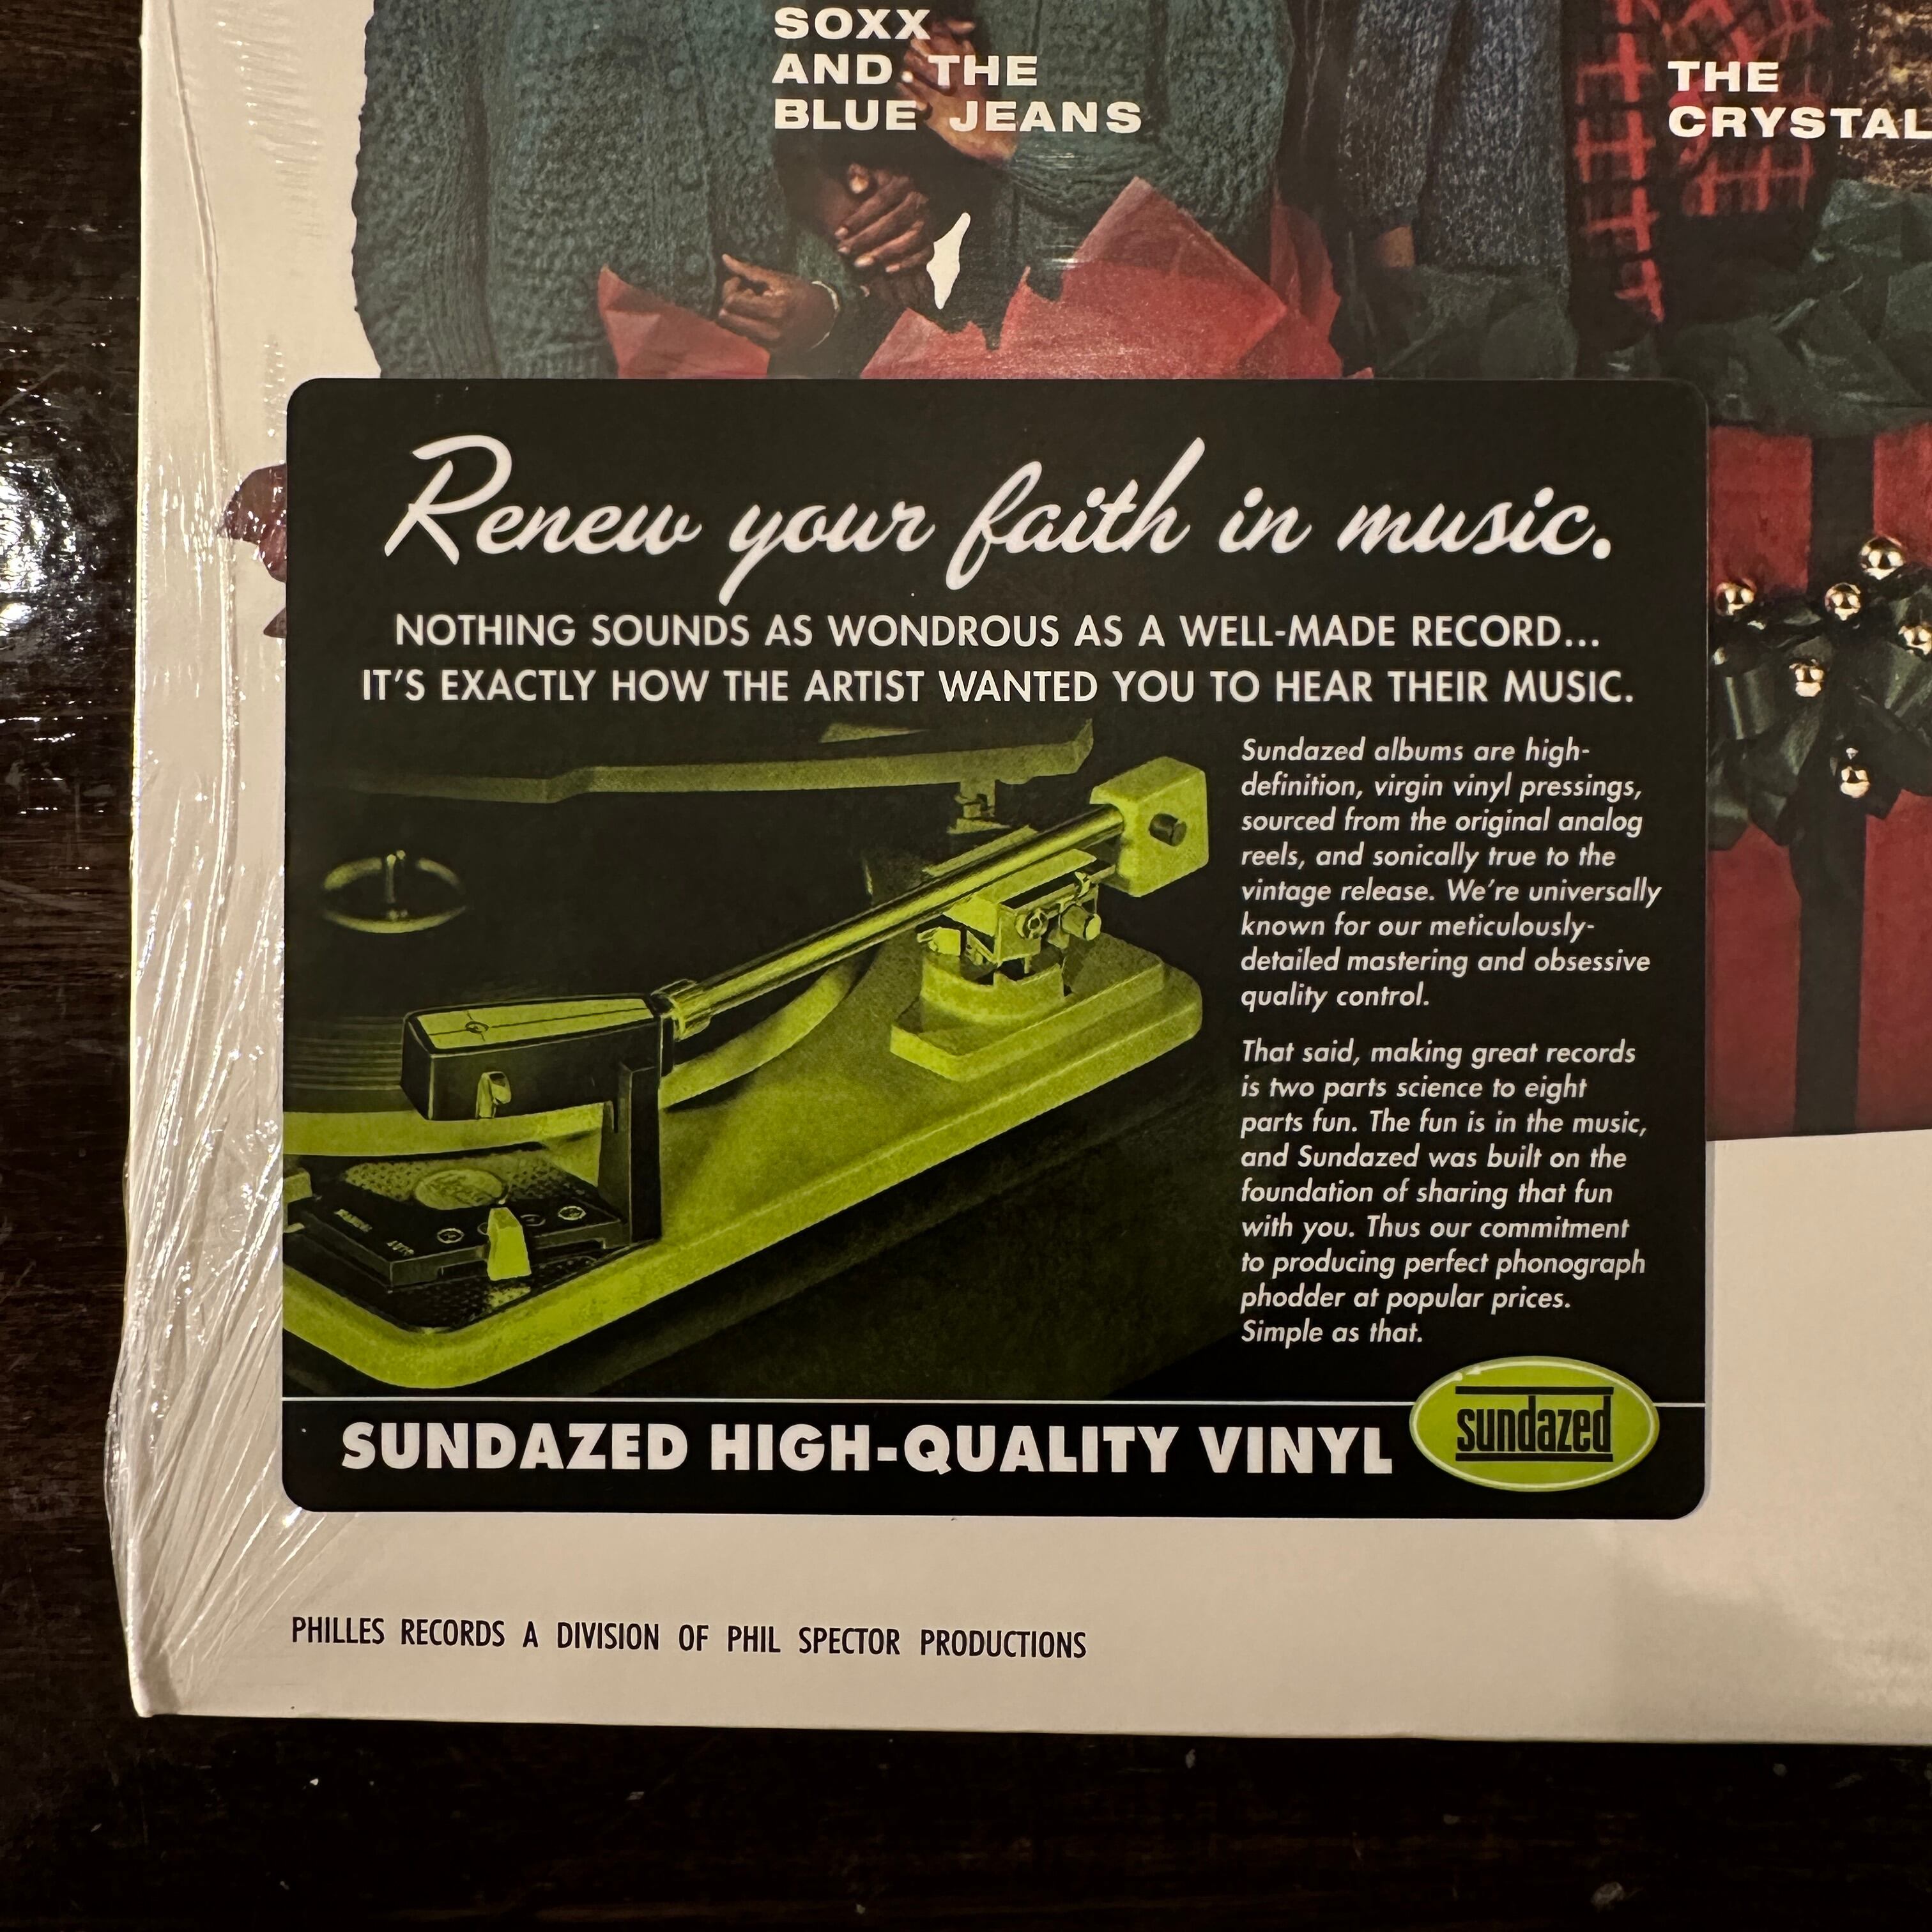 SOXX
AND THE
BLUE JEANS
THE
CRYSTAL
Renew your faith in music.
NOTHING SOUNDS AS WONDROUS AS A WELL-MADE RECORD...
IT'S EXACTLY HOW THE ARTIST WANTED YOU TO HEAR THEIR MUSIC.
Sundazed albums are high-
definition, virgin vinyl pressings,
sourced from the original analog
reels, and sonically true to the
vintage release. We're universally
known for our meticulously-
detailed mastering and obsessive
quality control.
That said, making great records
is two parts science to eight
parts fun. The fun is in the music,
and Sundazed was built on the
foundation of sharing that fun
with you. Thus our commitment
to producing perfect phonograph
phodder at popular prices.
Simple as that.
MANUAL
AUTO
SUNDAZED HIGH-QUALITY VINYL
sundazed
PHILLES RECORDS A DIVISION OF PHIL SPECTOR PRODUCTIONS